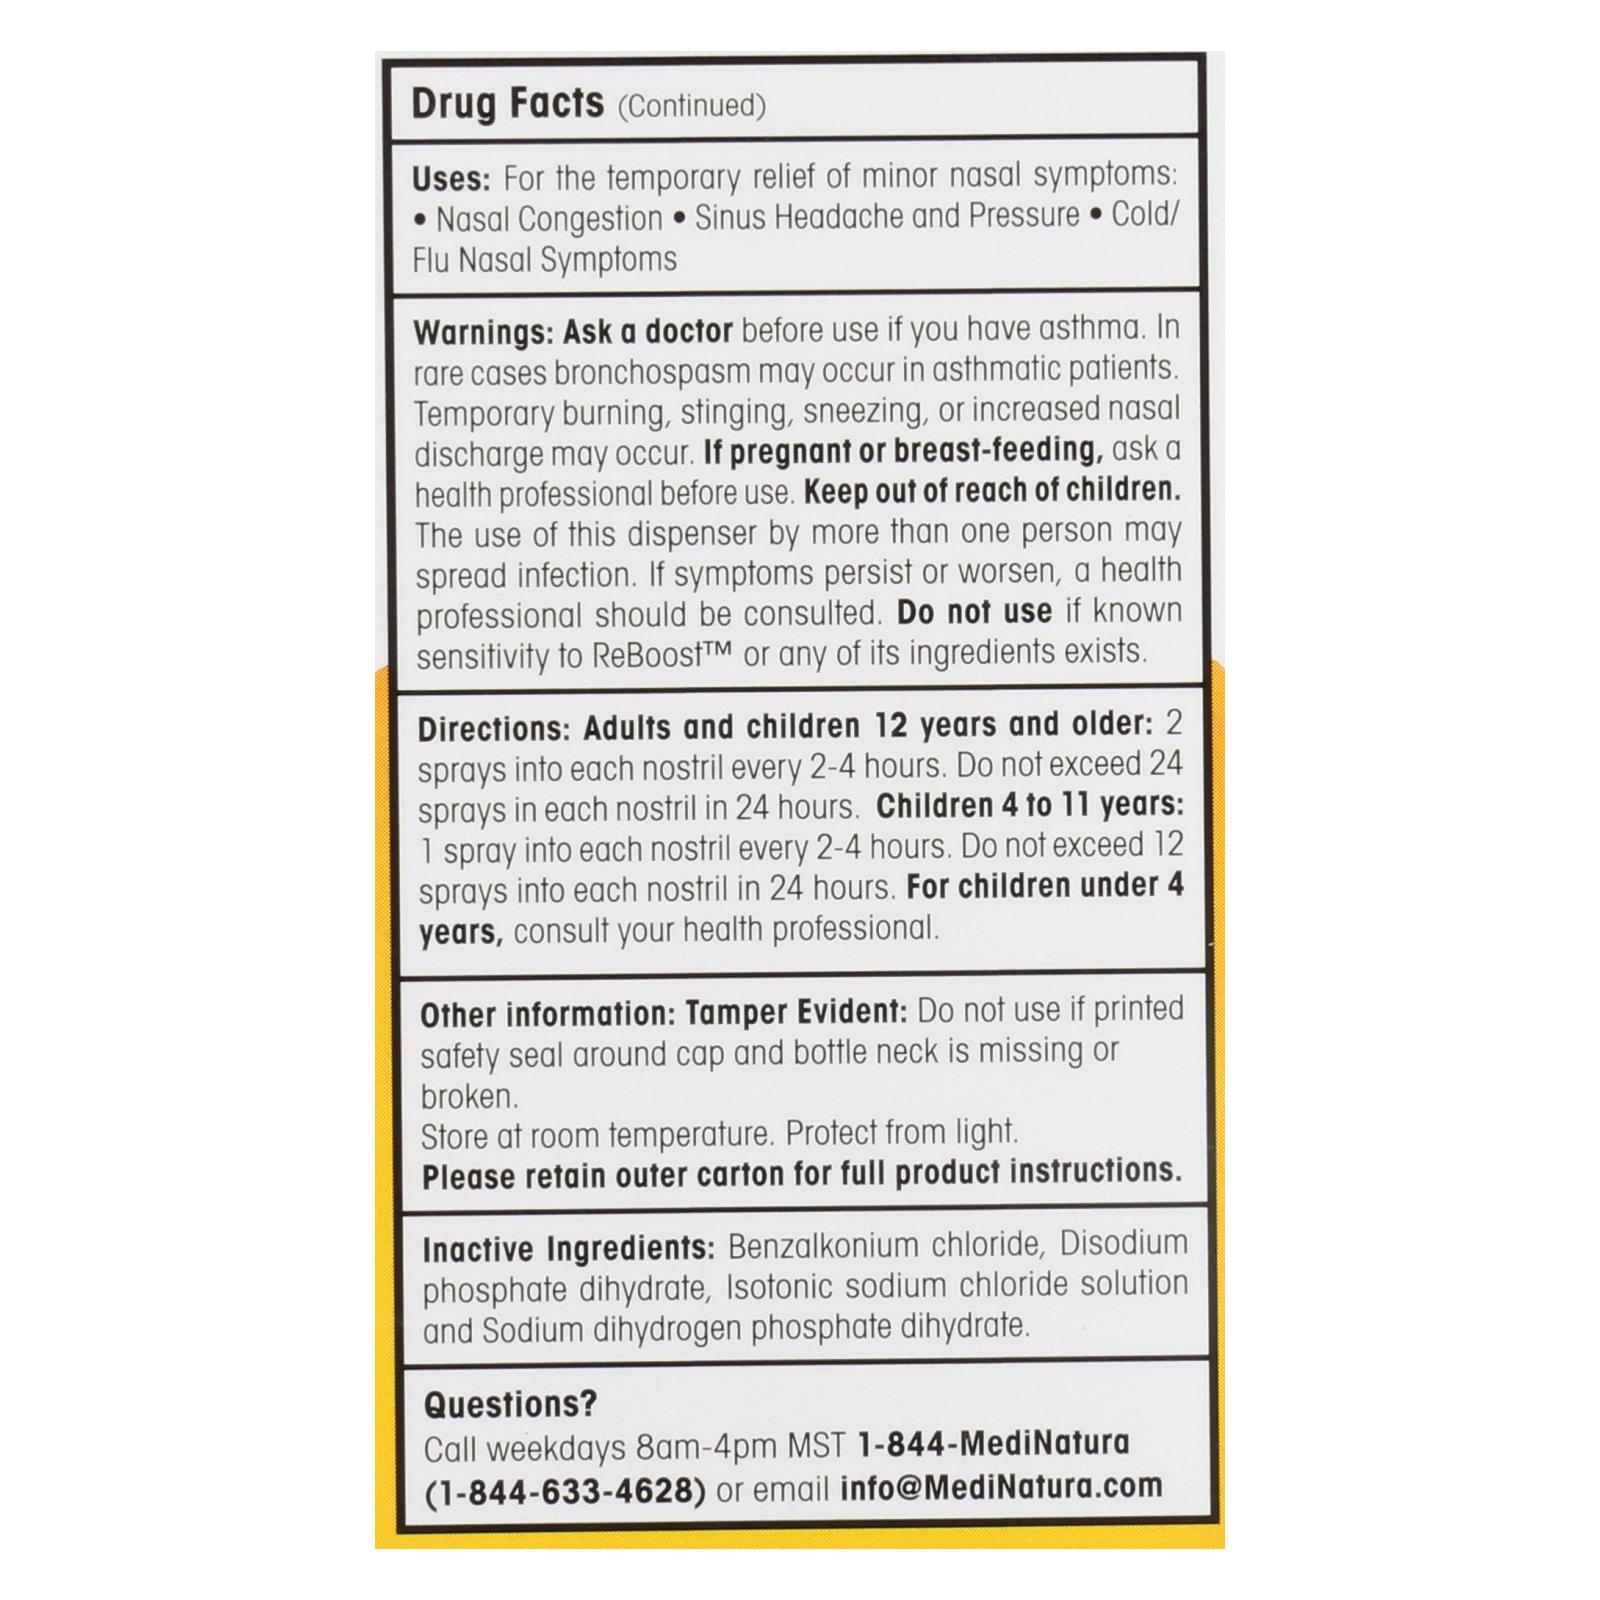 Drug Facts (Continued)
Uses: For the temporary relief of minor nasal symptoms:
• Nasal Congestion • Sinus Headache and Pressure • Cold/
Flu Nasal Symptoms
Warnings: Ask a doctor before use if you have asthma. In
rare cases bronchospasm may occur in asthmatic patients.
Temporary burning, stinging, sneezing, or increased nasal
discharge may occur. If pregnant or breast-feeding, ask a
health professional before use. Keep out of reach of children.
The use of this dispenser by more than one person may
spread infection. If symptoms persist or worsen, a health
professional should be consulted. Do not use if known
sensitivity to ReBoost™ or any of its ingredients exists.
Directions: Adults and children 12 years and older: 2
sprays into each nostril every 2-4 hours. Do not exceed 24
sprays in each nostril in 24 hours. Children 4 to 11 years:
1 spray into each nostril every 2-4 hours. Do not exceed 12
sprays into each nostril in 24 hours. For children under 4
years, consult your health professional.
Other information: Tamper Evident: Do not use if printed
safety seal around cap and bottle neck is missing or
broken.
Store at room temperature. Protect from light.
Please retain outer carton for full product instructions.
Inactive Ingredients: Benzalkonium chloride, Disodium
phosphate dihydrate, Isotonic sodium chloride solution
and Sodium dihydrogen phosphate dihydrate.
Questions?
Call weekdays 8am-4pm MST 1-844-MediNatura
(1-844-633-4628) or email info@MediNatura.com